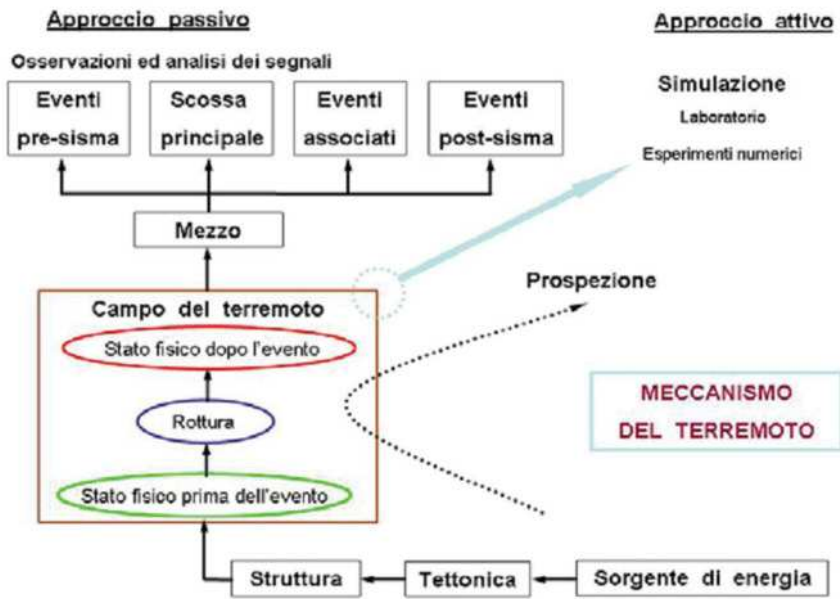 Approccio passivo
Approccio attivo
Osservazioni ed analisi dei segnali
Eventi
pre-sisma
Scossa
principale
Eventi
associati
Eventi
post-sisma
Simulazione
Laboratorio
Esperimenti numerici
Mezzo
Prospezione
Campo del terremoto
Stato fisico dopo l'evento
Rottura
Stato fisico prima dell'evento
MECCANISMO
DEL TERREMOTO
Struttura
Tettonica
Sorgente di energia